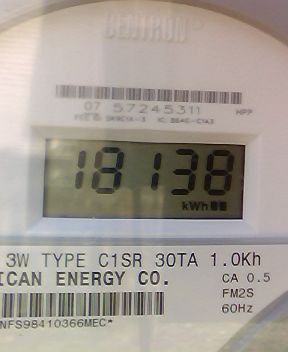 CENTRON®
07 57245311 HPP
18138
kWh
3W TYPE C1SR 30TA 1.0Kh
ICAN ENERGY CO. CA 0.5
FM2S
60Hz
NFS98410366MEC*